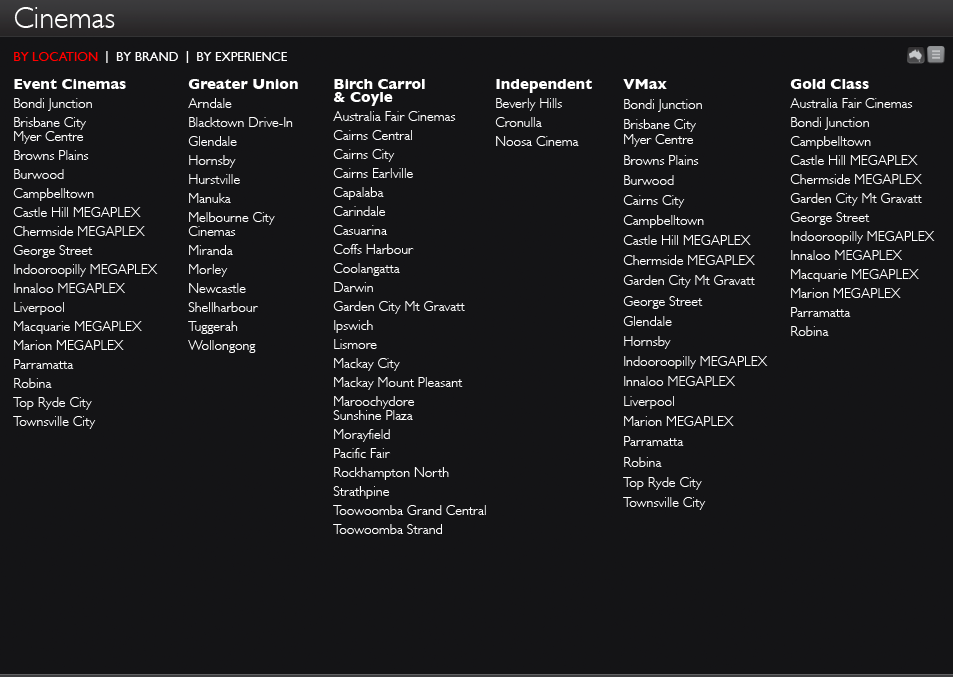 Cinemas
BY LOCATION | BY BRAND | BY EXPERIENCE
Event Cinemas
Bondi Junction
Brisbane City
Myer Centre
Browns Plains
Burwood
Campbelltown
Castle Hill MEGAPLEX
Chermside MEGAPLEX
George Street
Indooroopilly MEGAPLEX
Innaloo MEGAPLEX
Liverpool
Macquarie MEGAPLEX
Marion MEGAPLEX
Parramatta
Robina
Top Ryde City
Townsville City
Greater Union
Arndale
Blacktown Drive-In
Glendale
Hornsby
Hurstville
Manuka
Melbourne City
Cinemas
Miranda
Morley
Newcastle
Shellharbour
Tuggerah
Wollongong
Birch Carrol
& Coyle
Australia Fair Cinemas
Cairns Central
Cairns City
Cairns Earlville
Capalaba
Carindale
Casuarina
Coffs Harbour
Coolangatta
Darwin
Garden City Mt Gravatt
Ipswich
Lismore
Mackay City
Mackay Mount Pleasant
Maroochydore
Sunshine Plaza
Morayfield
Pacific Fair
Rockhampton North
Strathpine
Toowoomba Grand Central
Toowoomba Strand
Independent
Beverly Hills
Cronulla
Noosa Cinema
VMax
Bondi Junction
Brisbane City
Myer Centre
Browns Plains
Burwood
Cairns City
Campbelltown
Castle Hill MEGAPLEX
Chermside MEGAPLEX
Garden City Mt Gravatt
George Street
Glendale
Hornsby
Indooroopilly MEGAPLEX
Innaloo MEGAPLEX
Liverpool
Marion MEGAPLEX
Parramatta
Robina
Top Ryde City
Townsville City
Gold Class
Australia Fair Cinemas
Bondi Junction
Campbelltown
Castle Hill MEGAPLEX
Chermside MEGAPLEX
Garden City Mt Gravatt
George Street
Indooroopilly MEGAPLEX
Innaloo MEGAPLEX
Macquarie MEGAPLEX
Marion MEGAPLEX
Parramatta
Robina